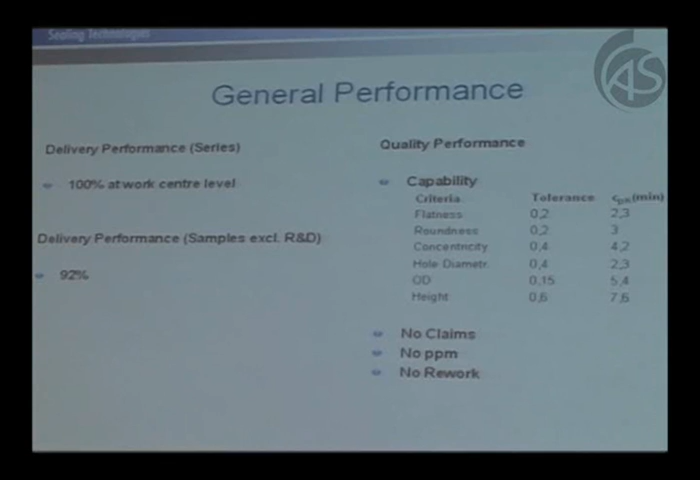 Sealing Technologies
AS
General Performance
Delivery Performance (Series)
100% at work centre level
Delivery Performance (Samples excl. R&D)
92%
Quality Performance
Capability
Criteria Tolerance cpk(min)
Flatness 0,2 2,3
Roundness 0,2 3
Concentricity 0,4 4,2
Hole Diametr. 0,4 2,3
OD 0,15 5,4
Height 0,6 7,6
No Claims
No ppm
No Rework